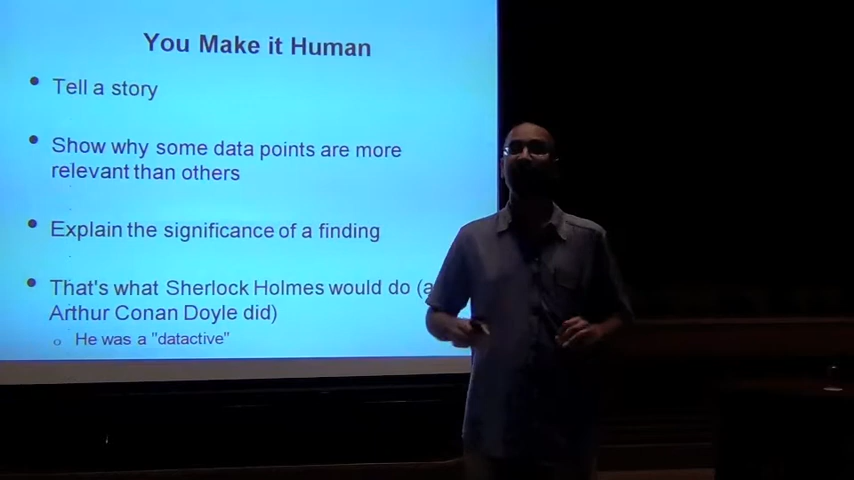 You Make it Human
• Tell a story
• Show why some data points are more
relevant than others
• Explain the significance of a finding
• That's what Sherlock Holmes would do (a
Arthur Conan Doyle did)
o He was a "datactive"